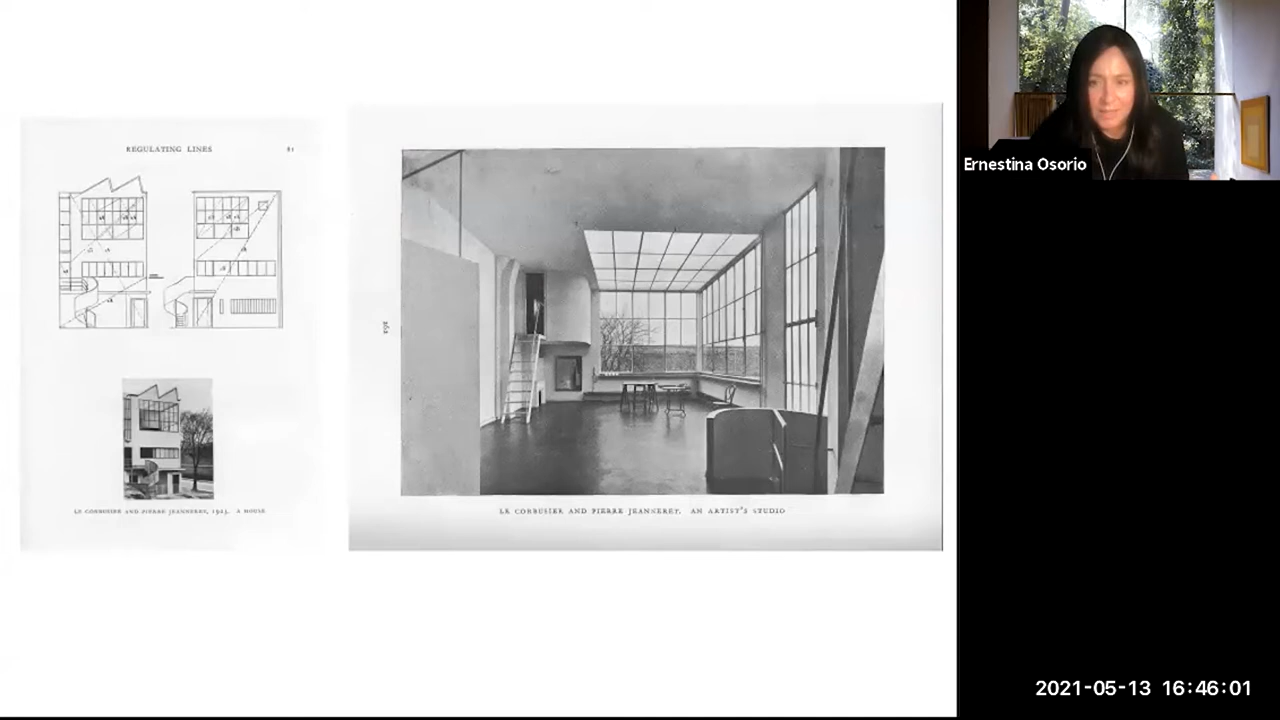 REGULATING LINES 81
LE CORBUSIER AND PIERRE JEANNERET, 1923. A HOUSE
LE CORBUSIER AND PIERRE JEANNERET. AN ARTIST'S STUDIO
Ernestina Osorio
2021-05-13 16:46:01